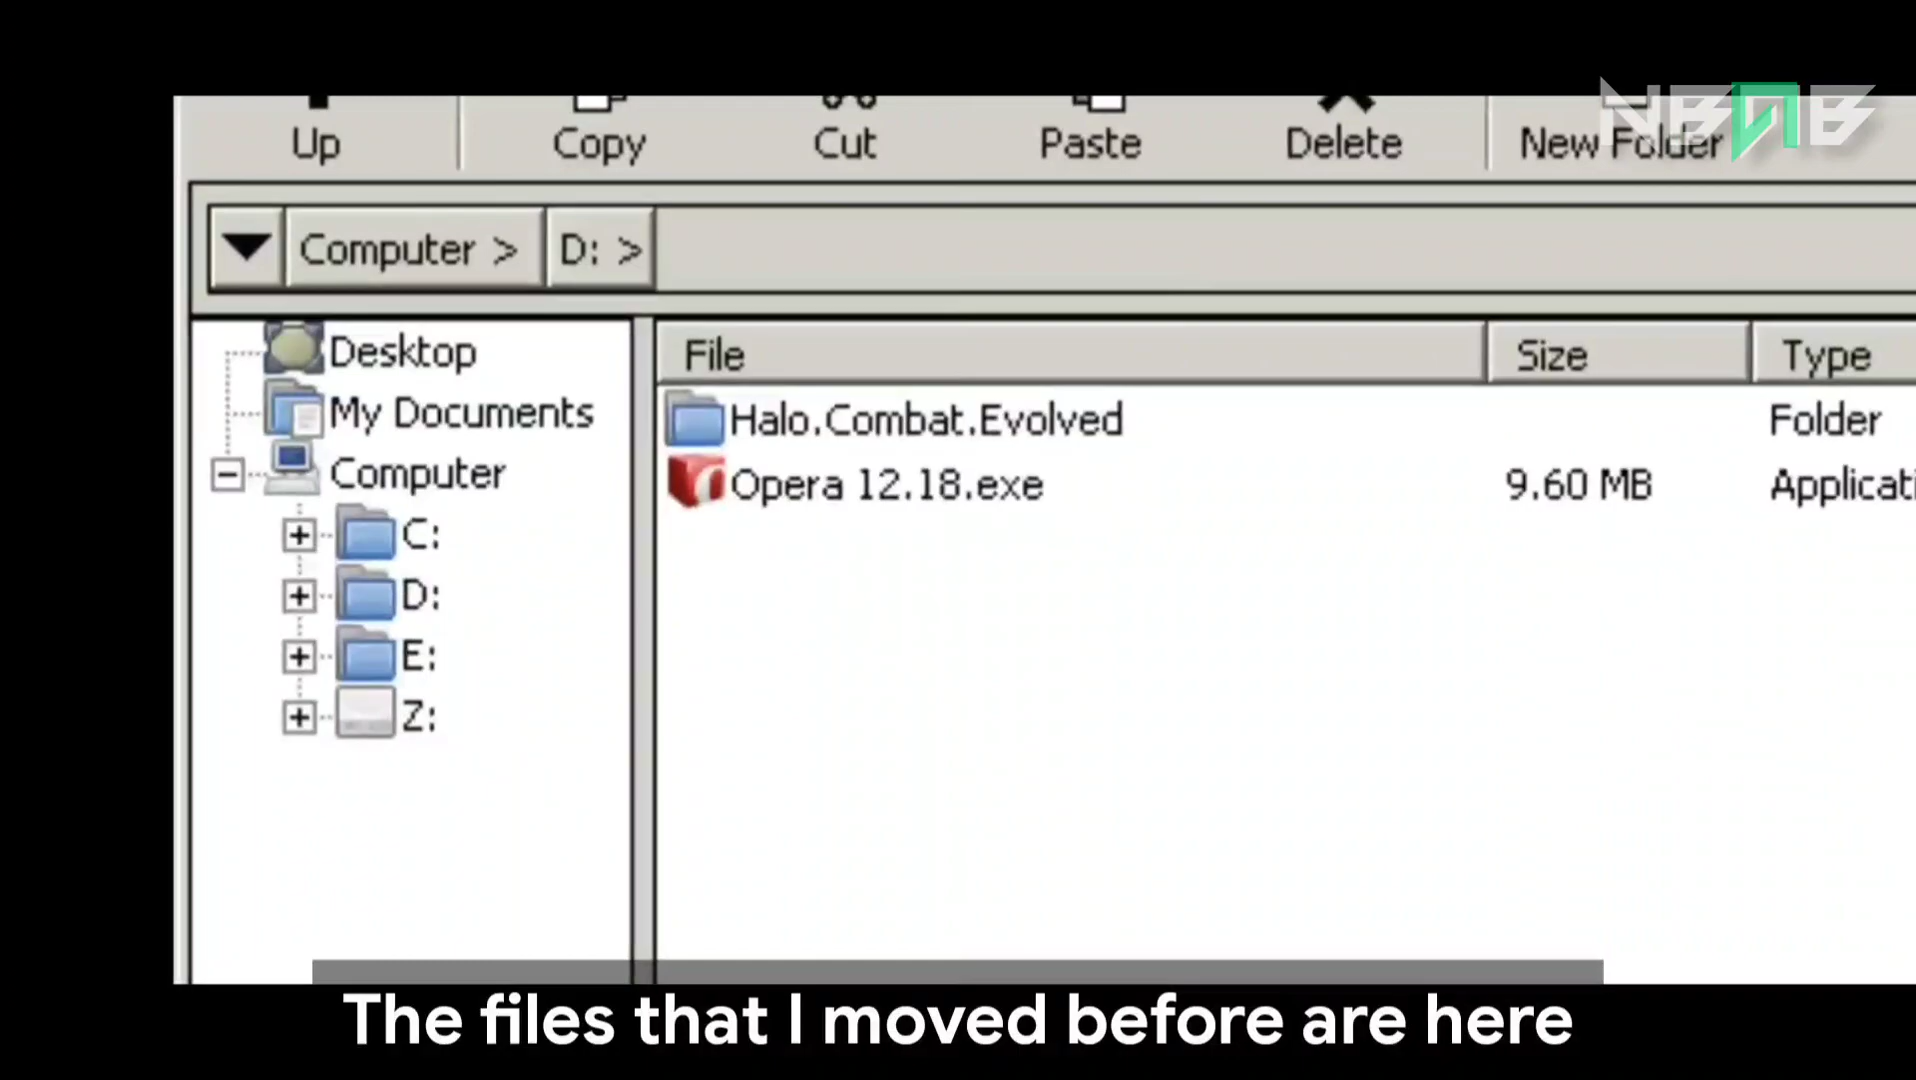 NBAB
Up Copy Cut Paste Delete New Folder
Computer > D: >
Desktop
My Documents
Computer
C:
D:
E:
Z:
File Size Type
Halo.Combat.Evolved Folder
Opera 12.18.exe 9.60 MB Applicati
The files that I moved before are here